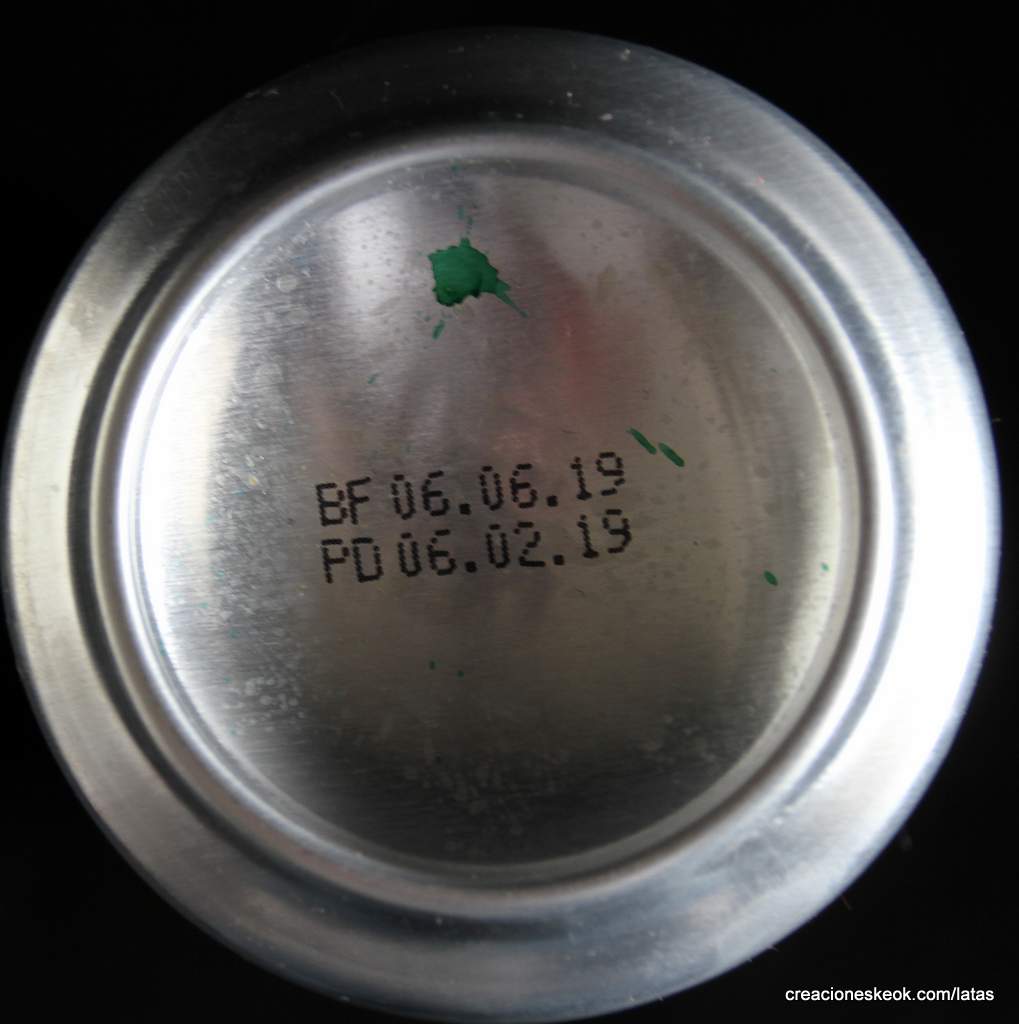 BF 06.06.19
PD 06.02.19
creacioneskeok.com/latas